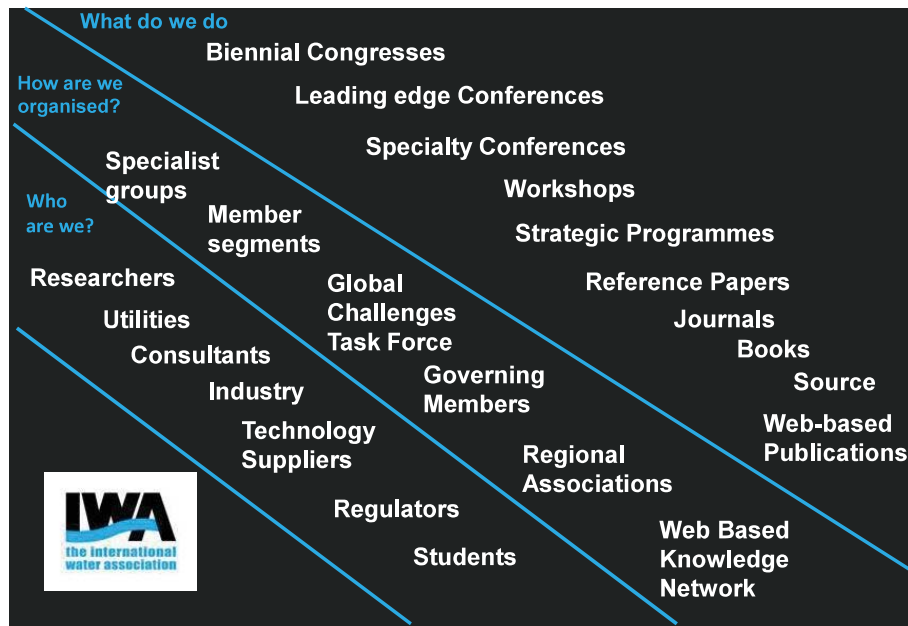 What do we do
Biennial Congresses
Leading edge Conferences
Specialty Conferences
Workshops
Strategic Programmes
Reference Papers
Journals
Books
Source
Web-based
Publications
How are we
organised?
Specialist
groups
Member
segments
Global
Challenges
Task Force
Governing
Members
Regional
Associations
Web Based
Knowledge
Network
Who
are we?
Researchers
Utilities
Consultants
Industry
Technology
Suppliers
Regulators
Students
IWA
the international
water association